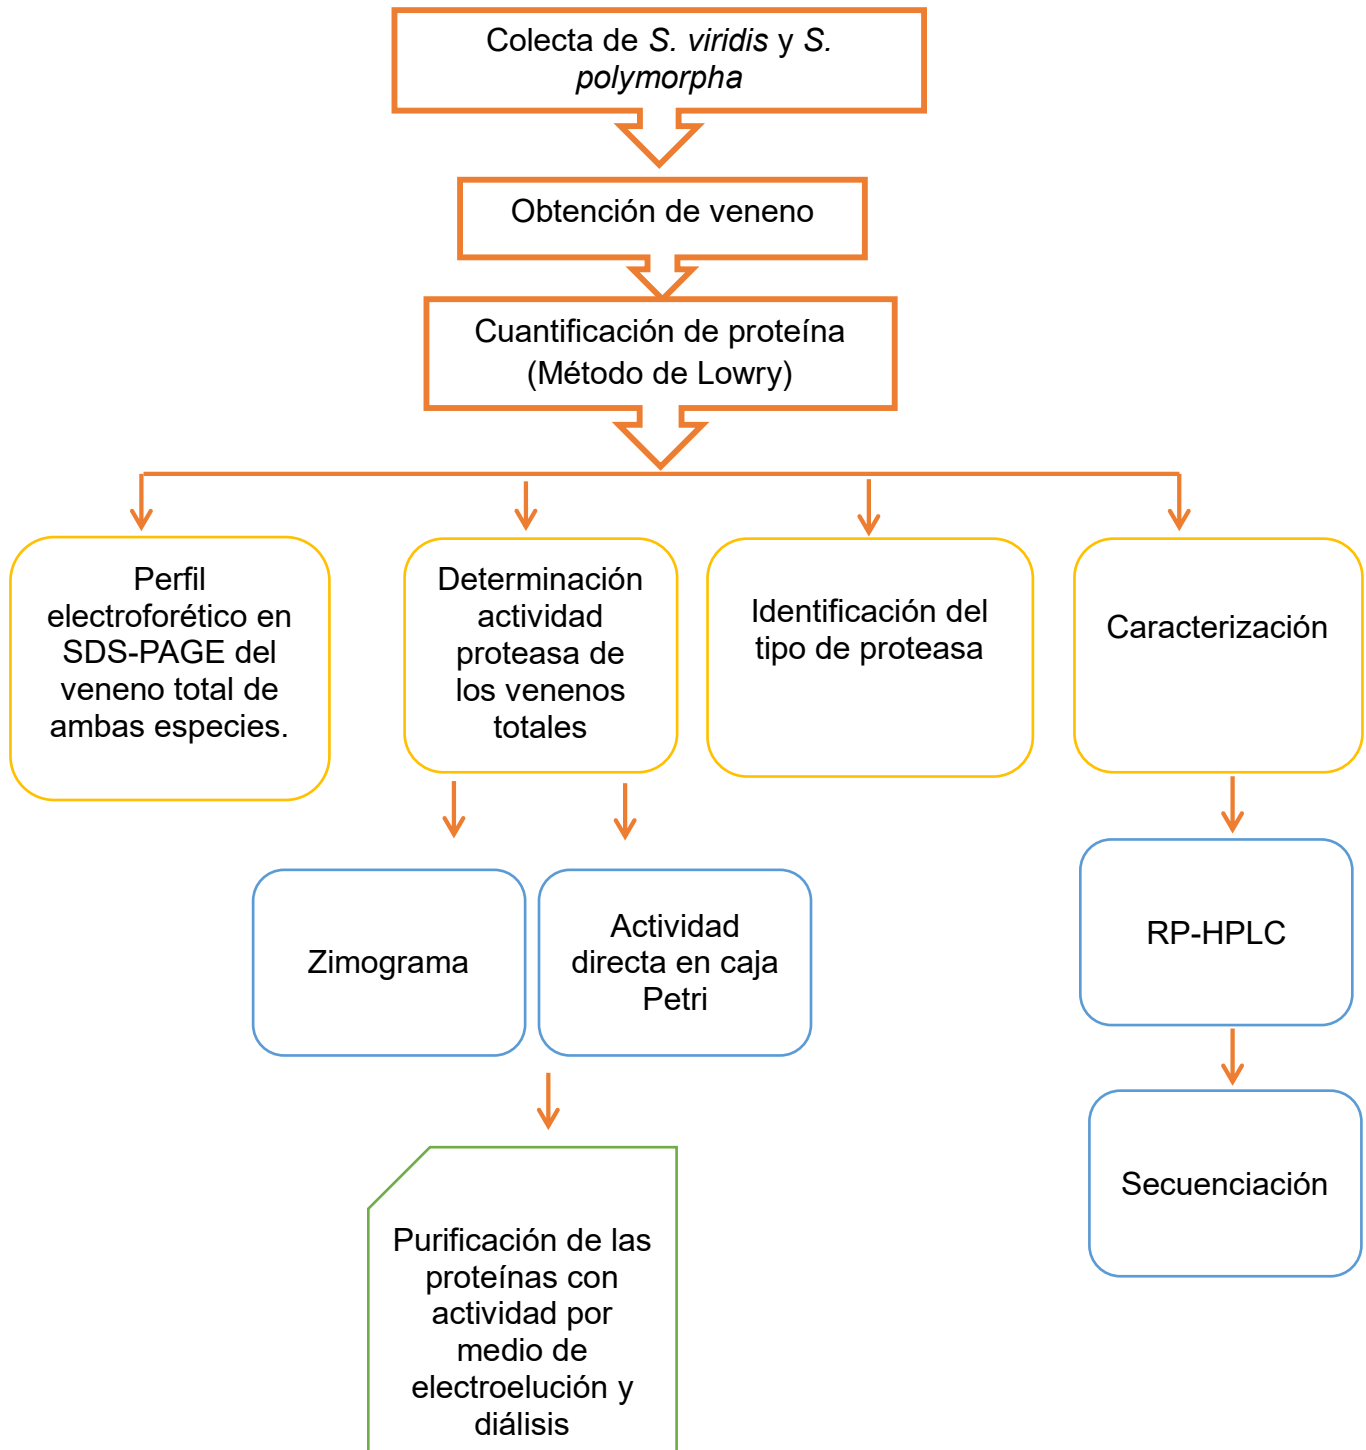 Colecta de S. viridis y S.
polymorpha
Obtención de veneno
Cuantificación de proteína
(Método de Lowry)
Perfil
electroforético en
SDS-PAGE del
veneno total de
ambas especies.
Determinación
actividad
proteasa de
los venenos
totales
Identificación del
tipo de proteasa
Caracterización
Zimograma
Actividad
directa en caja
Petri
RP-HPLC
Secuenciación
Purificación de las
proteínas con
actividad por
medio de
electroelución y
diálisis